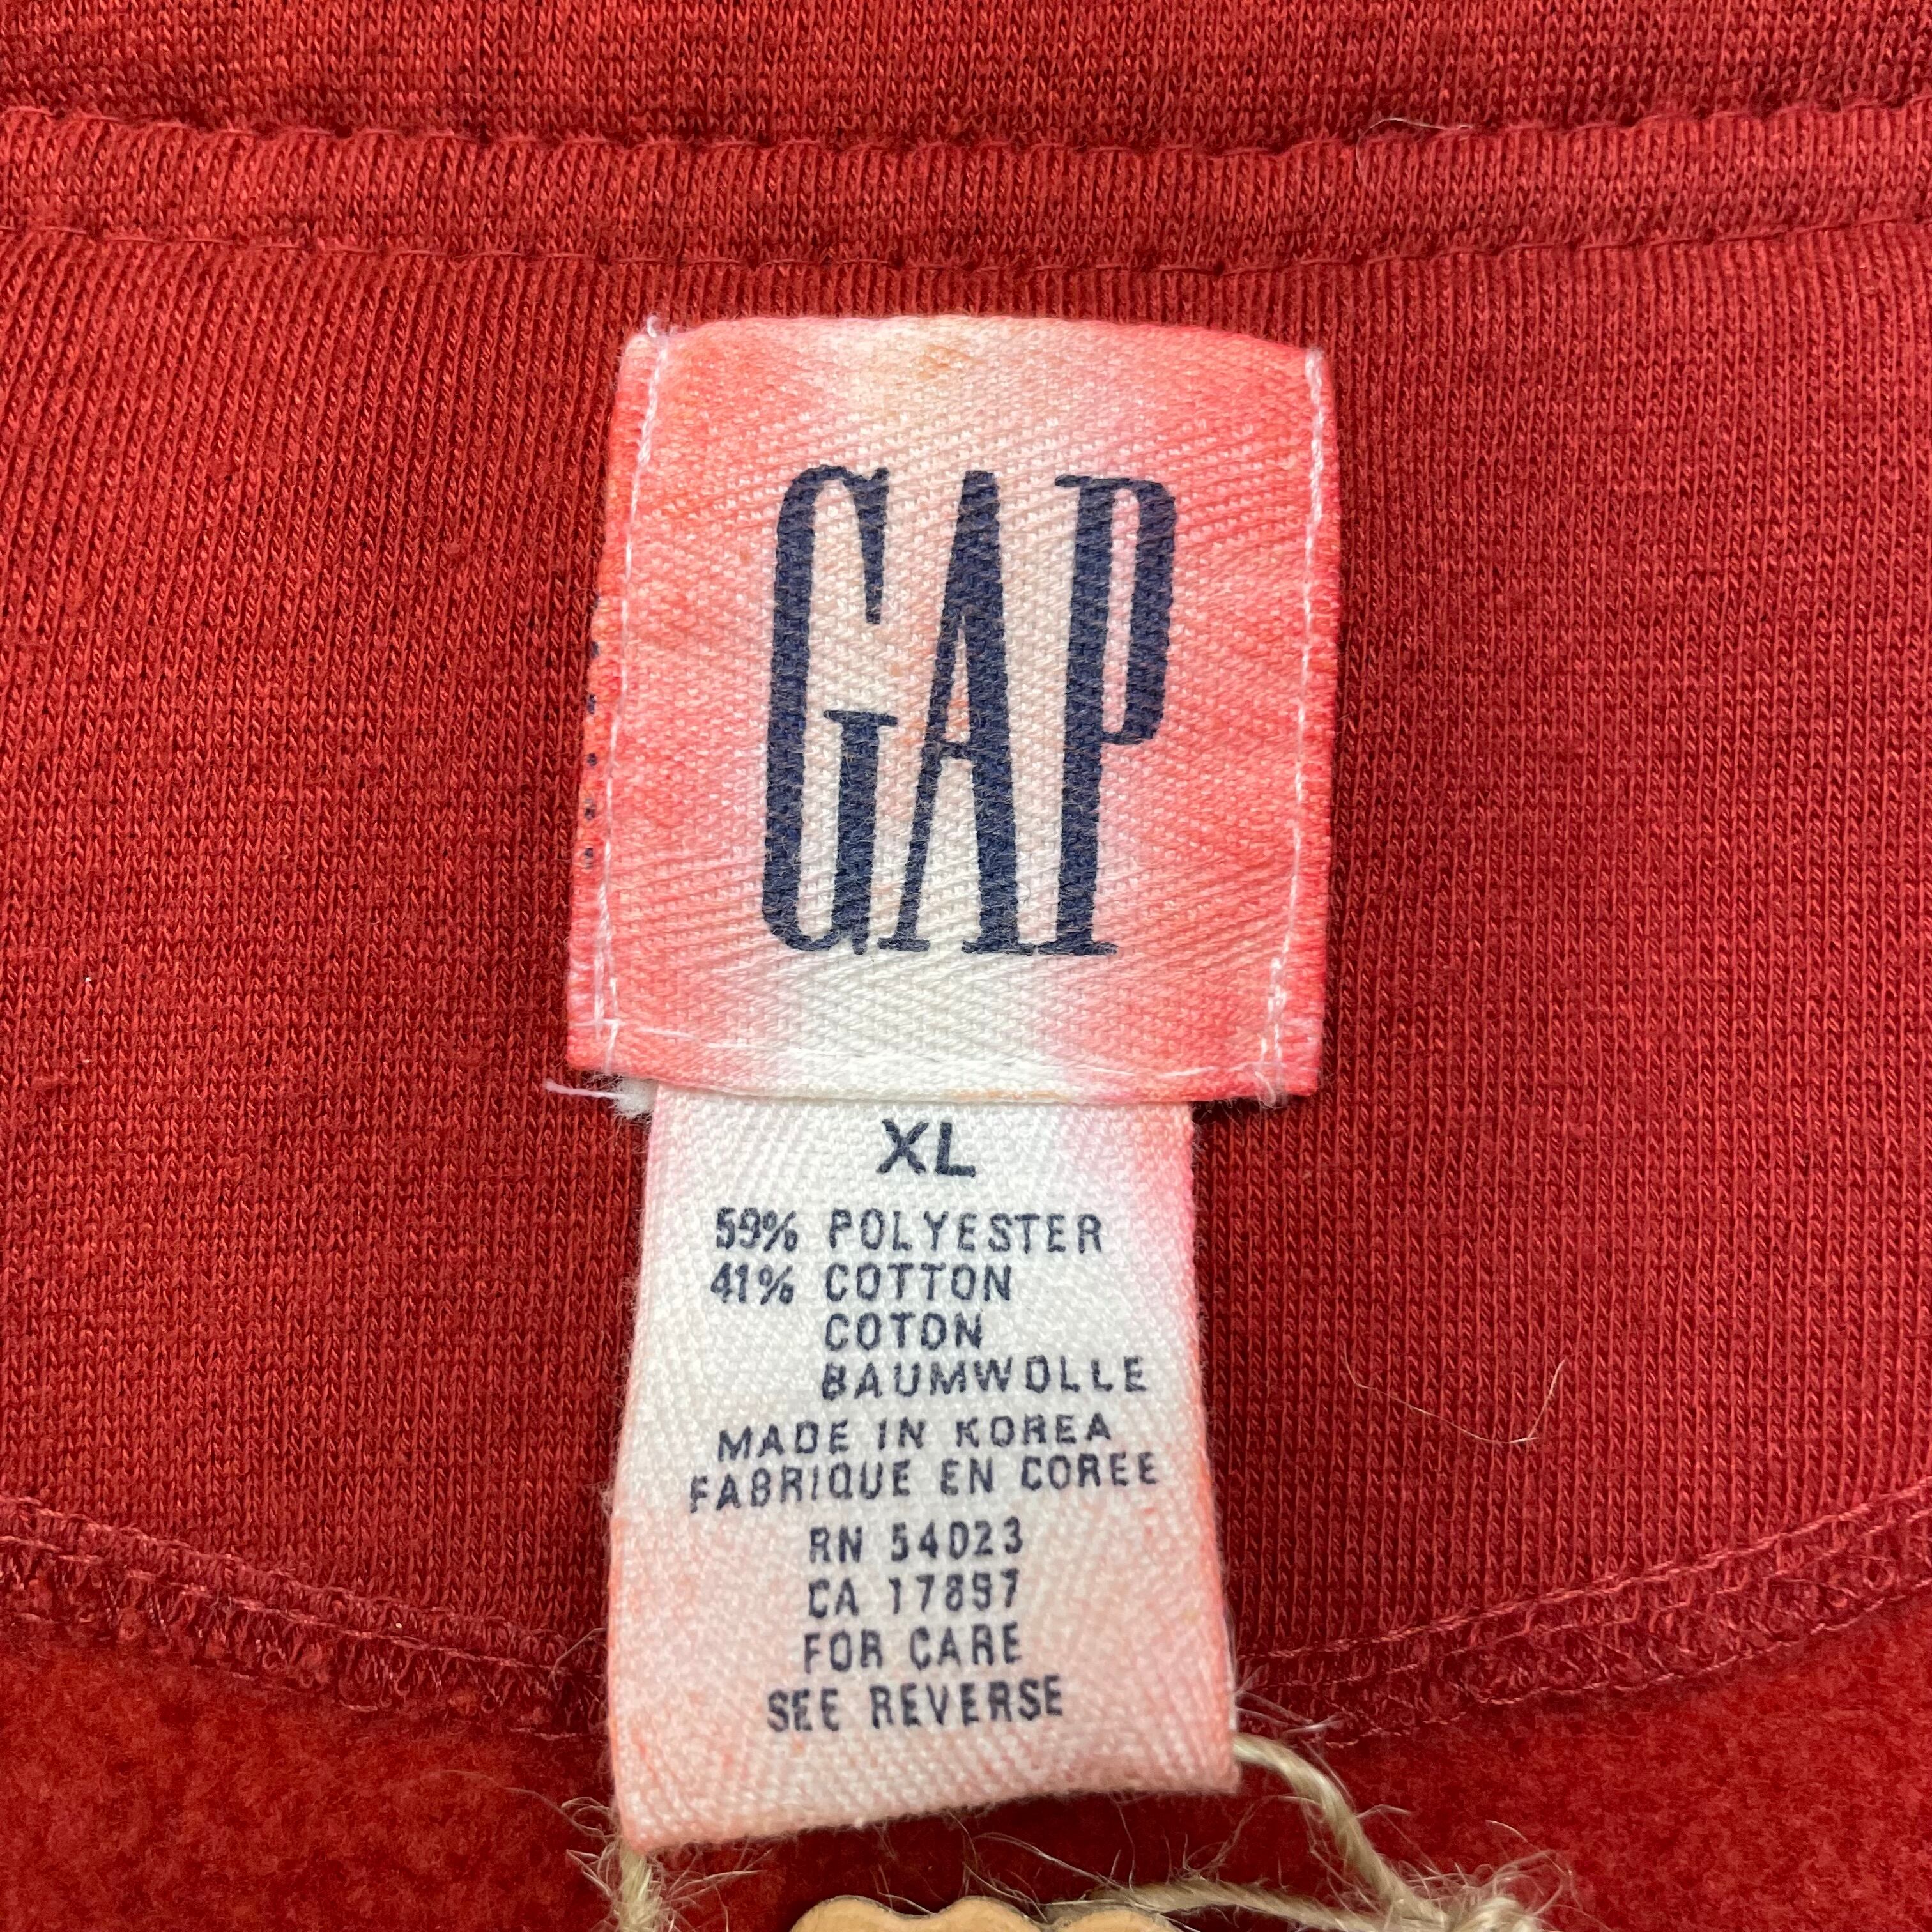 GAP
XL
59% POLYESTER
41% COTTON
COTON
BAUMWOLLE
MADE IN KOREA
FABRIQUE EN COREE
RN 54023
CA 17897
FOR CARE
SEE REVERSE